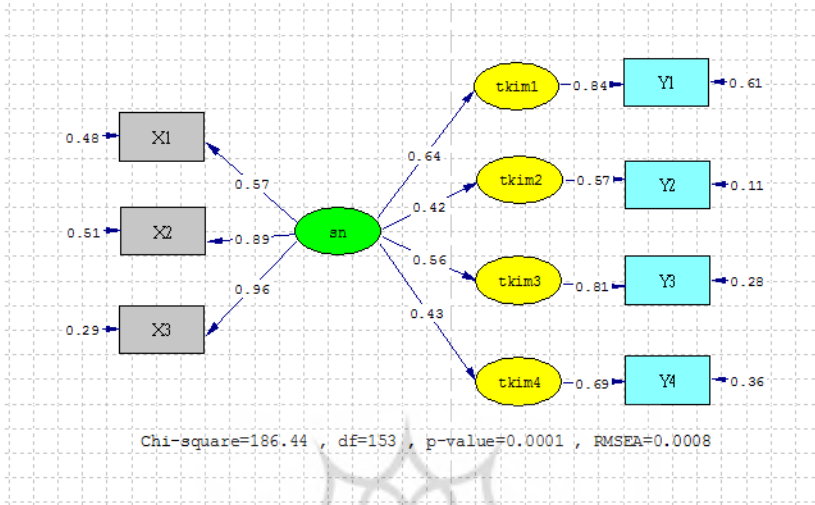 tkim1
0.84
Y1
0.61
0.48
X1
0.64
0.57
tkim2
0.57
Y2
0.11
0.42
0.51
X2
0.89
sn
0.56
tkim3
0.81
Y3
0.28
0.96
0.29
X3
0.43
tkim4
0.69
Y4
0.36
Chi-square=186.44 , df=153 , p-value=0.0001 , RMSEA=0.0008